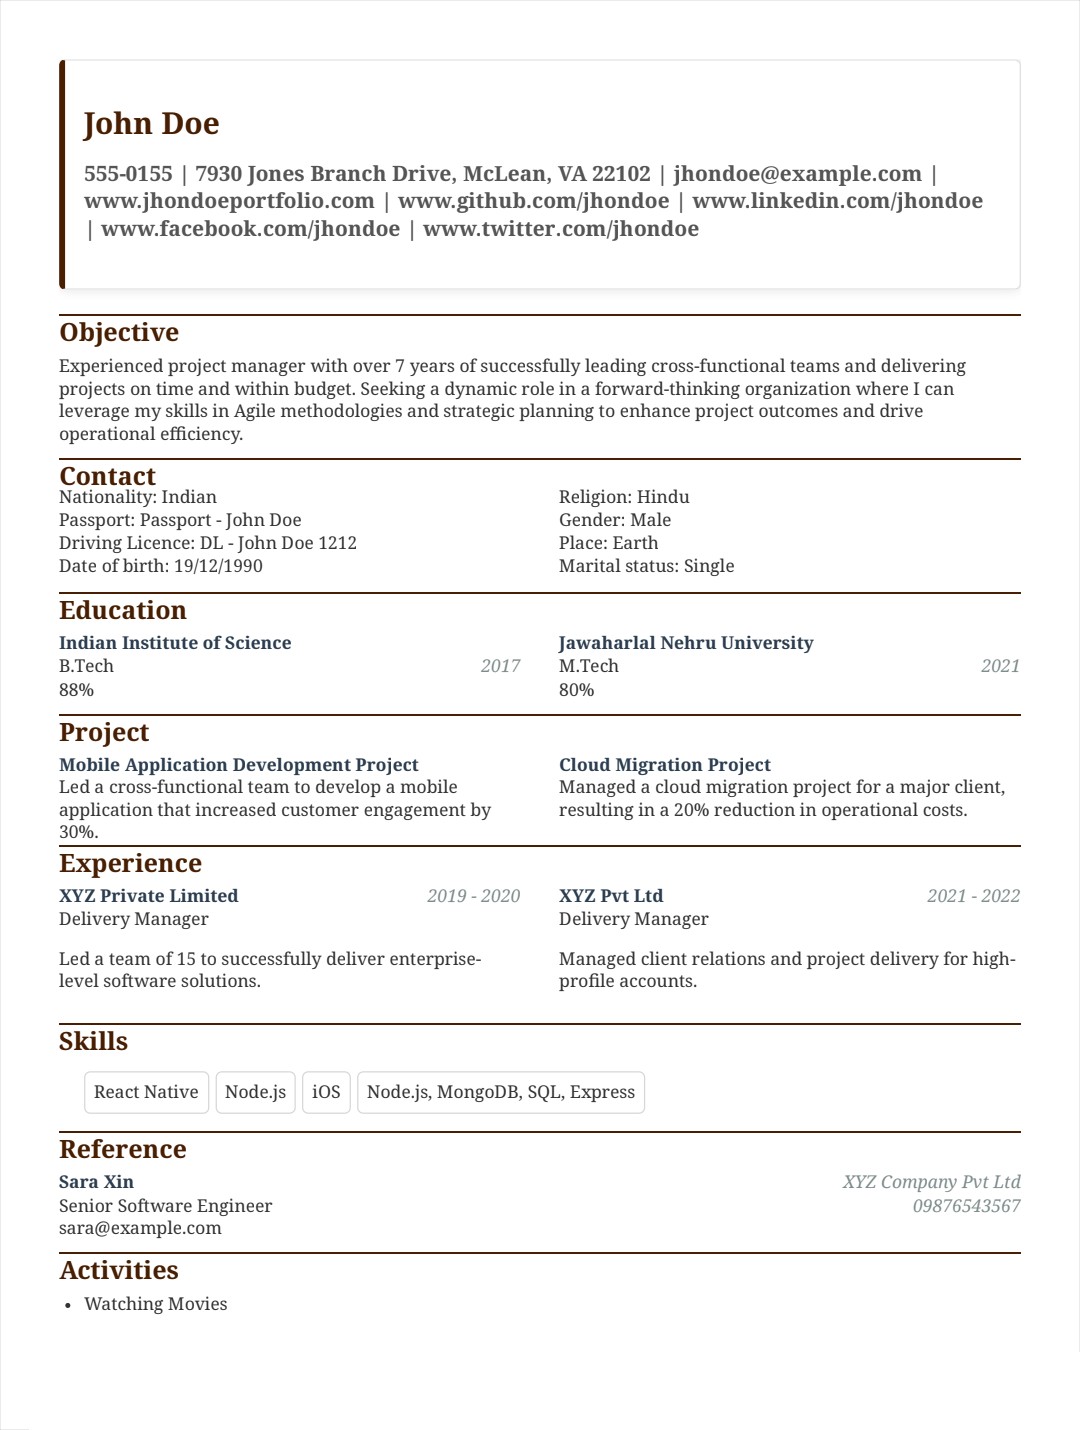 John Doe
555-0155 | 7930 Jones Branch Drive, McLean, VA 22102 | jhondoe@example.com |
www.jhondoeportfolio.com | www.github.com/jhondoe | www.linkedin.com/jhondoe
| www.facebook.com/jhondoe | www.twitter.com/jhondoe
Objective
Experienced project manager with over 7 years of successfully leading cross-functional teams and delivering
projects on time and within budget. Seeking a dynamic role in a forward-thinking organization where I can
leverage my skills in Agile methodologies and strategic planning to enhance project outcomes and drive
operational efficiency.
Contact
Nationality: Indian
Passport: Passport - John Doe
Driving Licence: DL - John Doe 1212
Date of birth: 19/12/1990
Religion: Hindu
Gender: Male
Place: Earth
Marital status: Single
Education
Indian Institute of Science
B.Tech 2017
88%
Jawaharlal Nehru University
M.Tech 2021
80%
Project
Mobile Application Development Project
Led a cross-functional team to develop a mobile
application that increased customer engagement by
30%.
Cloud Migration Project
Managed a cloud migration project for a major client,
resulting in a 20% reduction in operational costs.
Experience
XYZ Private Limited 2019 - 2020
Delivery Manager
Led a team of 15 to successfully deliver enterprise-
level software solutions.
XYZ Pvt Ltd 2021 - 2022
Delivery Manager
Managed client relations and project delivery for high-
profile accounts.
Skills
React Native Node.js iOS Node.js, MongoDB, SQL, Express
Reference
Sara Xin XYZ Company Pvt Ltd
Senior Software Engineer 09876543567
sara@example.com
Activities
• Watching Movies